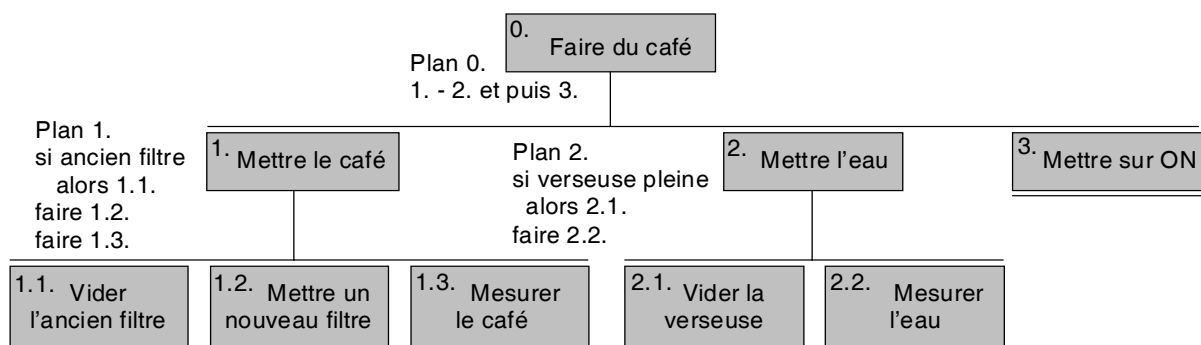 0.
Faire du café
Plan 0.
1. - 2. et puis 3.
Plan 1.
si ancien filtre
alors 1.1.
faire 1.2.
faire 1.3.
1. Mettre le café
Plan 2.
si verseuse pleine
alors 2.1.
faire 2.2.
2. Mettre l'eau
3. Mettre sur ON
1.1. Vider
l'ancien filtre
1.2. Mettre un
nouveau filtre
1.3. Mesurer
le café
2.1. Vider la
verseuse
2.2. Mesurer
l'eau